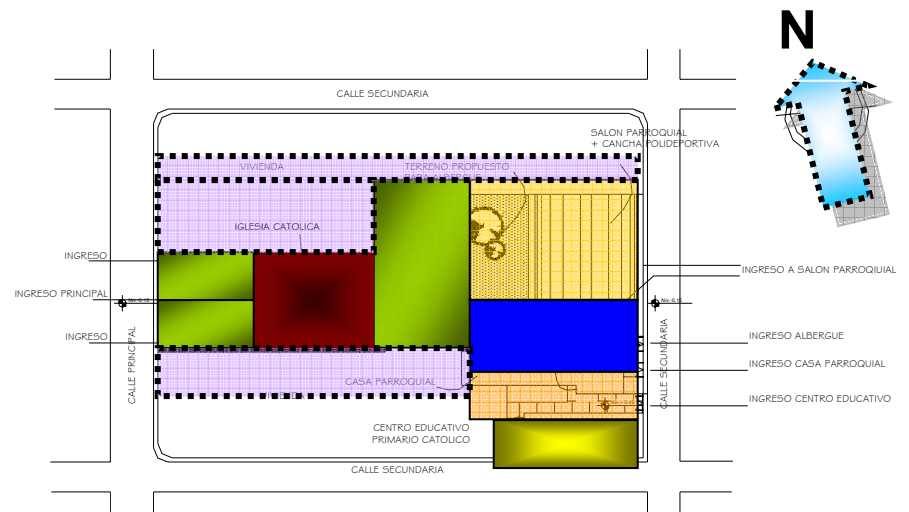 N
CALLE SECUNDARIA
SALON PARROQUIAL
+ CANCHA POLIDEPORTIVA
VIVIENDA
TERRENO PROPUESTO
IGLESIA CATOLICA
INGRESO
INGRESO A SALON PARROQIUIAL
INGRESO PRINCIPAL
INGRESO
INGRESO ALBERGUE
CALLE PRINCIPAL
CALLE SECUNDARIA
INGRESO CASA PARROQUIAL
CASA PARROQUIAL
INGRESO CENTRO EDUCATIVO
CENTRO EDUCATIVO
PRIMARIO CATOLICO
CALLE SECUNDARIA